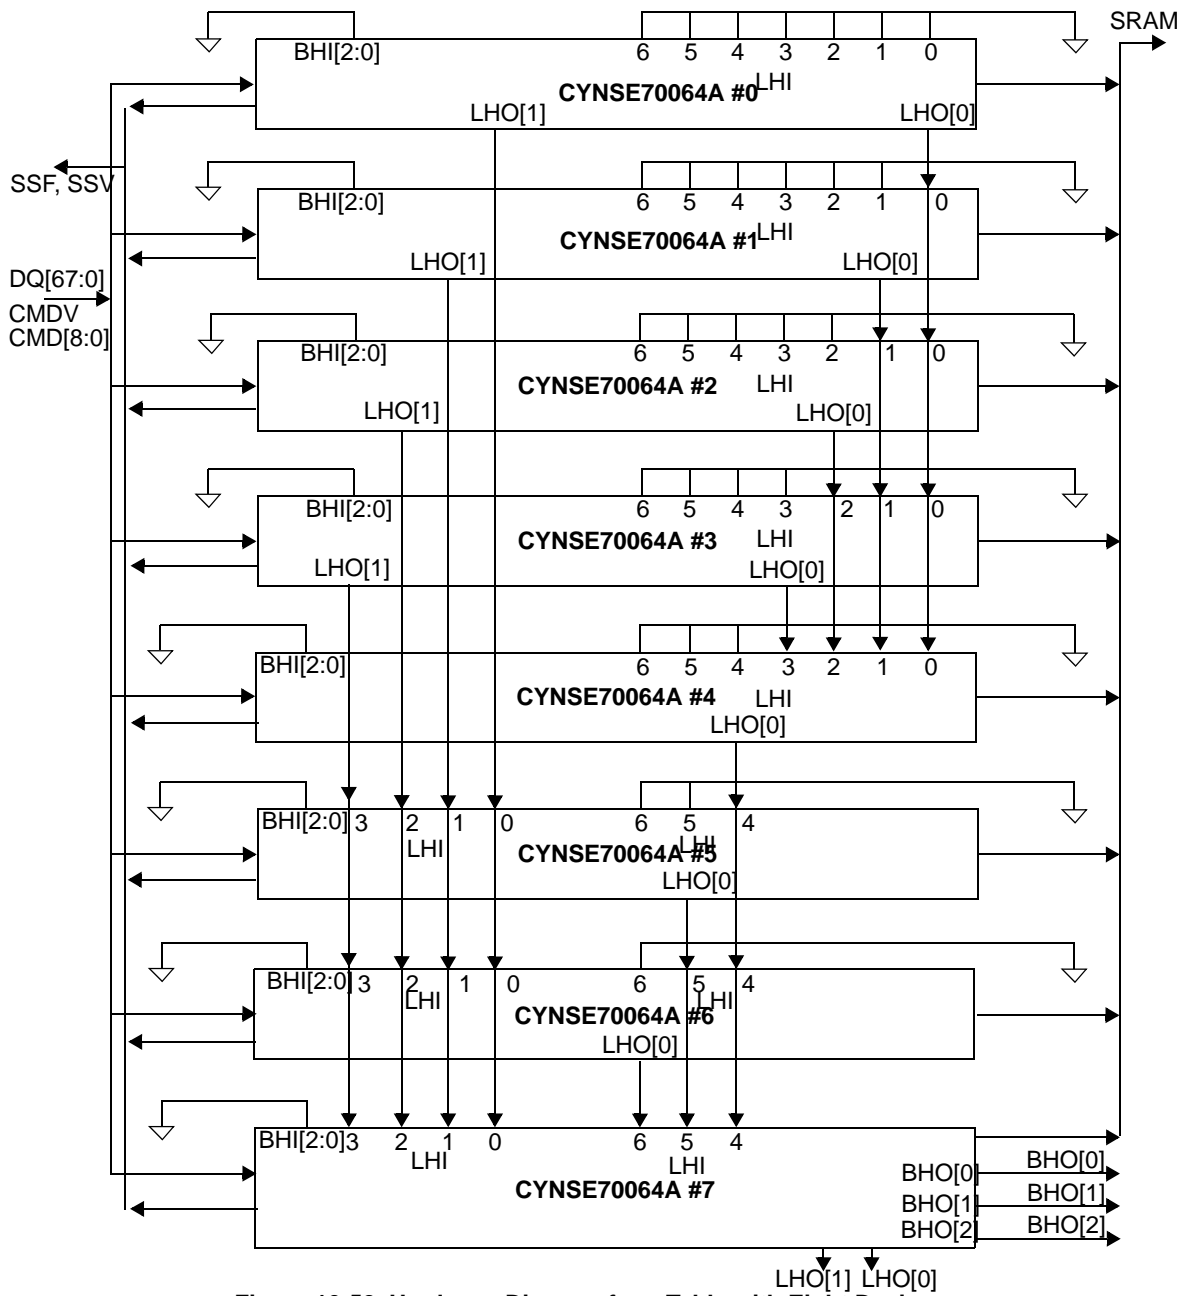 SRAM
BHI[2:0] 6 5 4 3 2 1 0
LHI
CYNSE70064A #0
LHO[1] LHO[0]
SSF, SSV
BHI[2:0] 6 5 4 3 2 1 0
LHI
CYNSE70064A #1
LHO[1] LHO[0]
DQ[67:0]
CMDV
CMD[8:0]
BHI[2:0] 6 5 4 3 2 1 0
CYNSE70064A #2 LHI
LHO[1] LHO[0]
BHI[2:0] 6 5 4 3 2 1 0
CYNSE70064A #3 LHI
LHO[1] LHO[0]
BHI[2:0] 6 5 4 3 2 1 0
CYNSE70064A #4 LHI
LHO[0]
BHI[2:0] 3 2 1 0 6 5 4
LHI LHI
CYNSE70064A #5
LHO[0]
BHI[2:0] 3 2 1 0 6 5 4
LHI LHI
CYNSE70064A #6
LHO[0]
BHI[2:0] 3 2 1 0 6 5 4
LHI LHI
CYNSE70064A #7
BHO[0] BHO[0]
BHO[1] BHO[1]
BHO[2] BHO[2]
LHO[1] LHO[0]